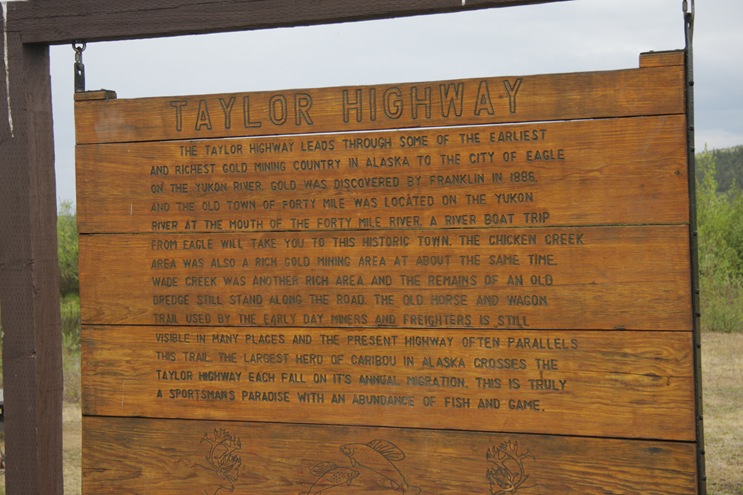 TAYLOR HIGHWAY
THE TAYLOR HIGHWAY LEADS THROUGH SOME OF THE EARLIEST
AND RICHEST GOLD MINING COUNTRY IN ALASKA TO THE CITY OF EAGLE
ON THE YUKON RIVER. GOLD WAS DISCOVERED BY FRANKLIN IN 1886,
AND THE OLD TOWN OF FORTY MILE WAS LOCATED ON THE YUKON
RIVER AT THE MOUTH OF THE FORTY MILE RIVER. A RIVER BOAT TRIP
FROM EAGLE WILL TAKE YOU TO THIS HISTORIC TOWN. THE CHICKEN CREEK
AREA WAS ALSO A RICH GOLD MINING AREA AT ABOUT THE SAME TIME.
WADE CREEK WAS ANOTHER RICH AREA AND THE REMAINS OF AN OLD
DREDGE STILL STAND ALONG THE ROAD. THE OLD HORSE AND WAGON
TRAIL USED BY THE EARLY DAY MINERS AND FREIGHTERS IS STILL
VISIBLE IN MANY PLACES AND THE PRESENT HIGHWAY OFTEN PARALLELS
THIS TRAIL. THE LARGEST HERD OF CARIBOU IN ALASKA CROSSES THE
TAYLOR HIGHWAY EACH FALL ON IT'S ANNUAL MIGRATION. THIS IS TRULY
A SPORTSMAN'S PARADISE WITH AN ABUNDANCE OF FISH AND GAME.